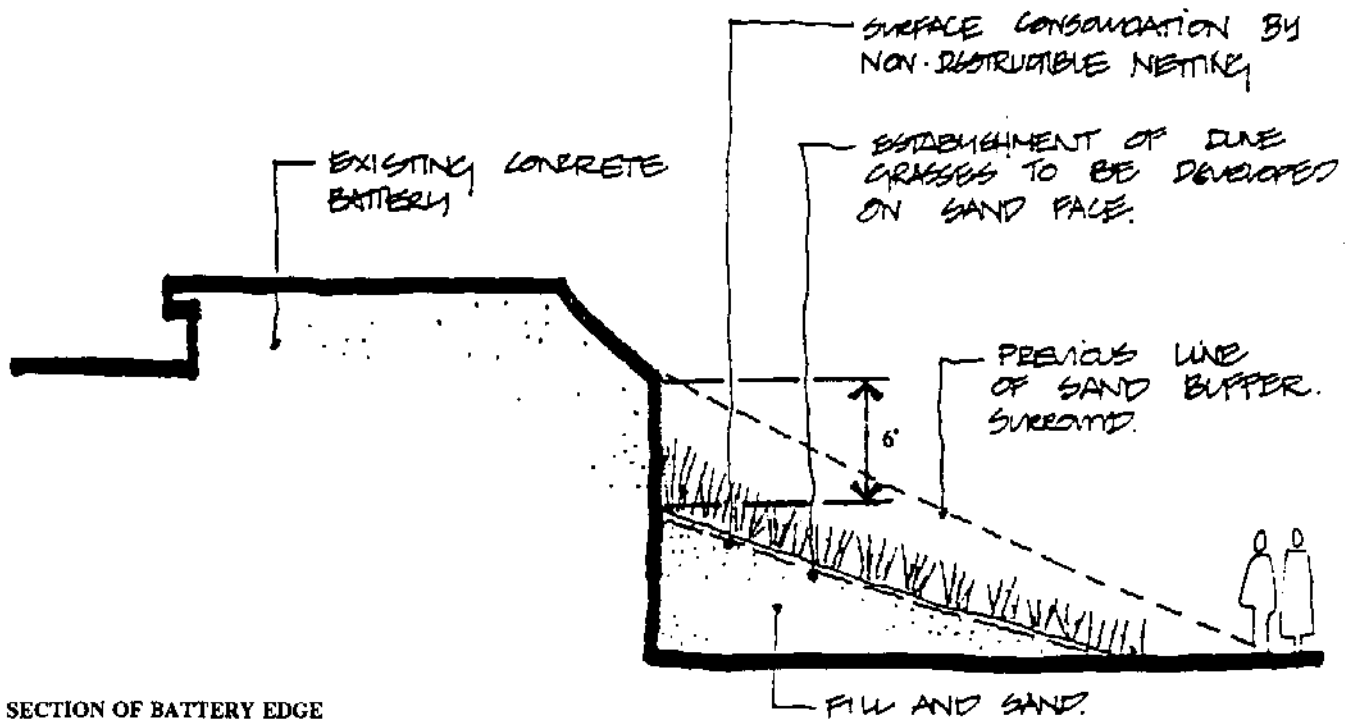 SURFACE CONSOLIDATION BY
NON-DESTRUCTIBLE NETTING
ESTABLISHMENT OF DUNE
GRASSES TO BE DEVELOPED
ON SAND FACE.
EXISTING CONCRETE
BATTERY
PREVIOUS LINE
OF SAND BUFFER.
SURROUND.
6'
FILL AND SAND.
SECTION OF BATTERY EDGE